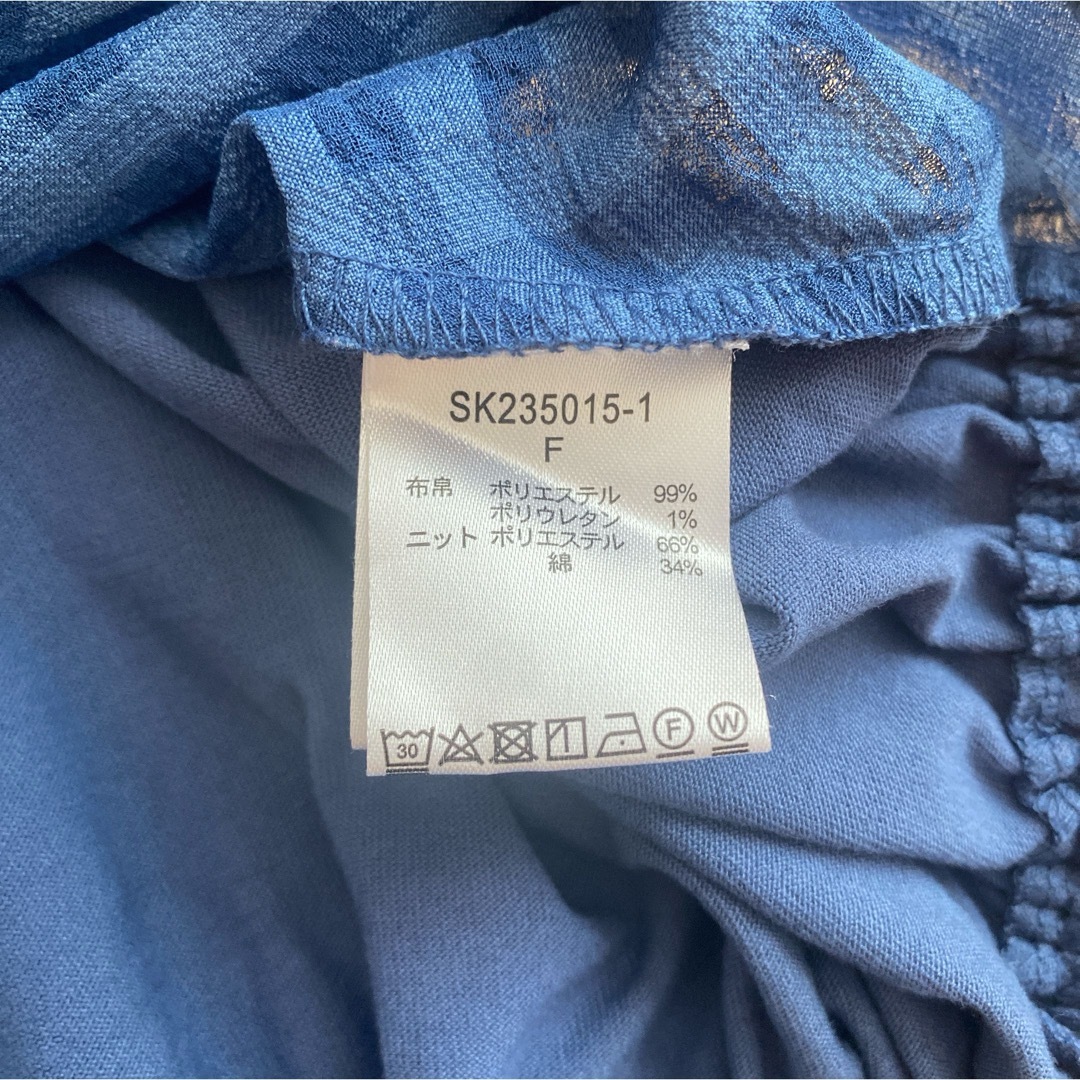 SK235015-1
F
布帛 ポリエステル 99%
ポリウレタン 1%
ニット ポリエステル 66%
綿 34%
30 F W